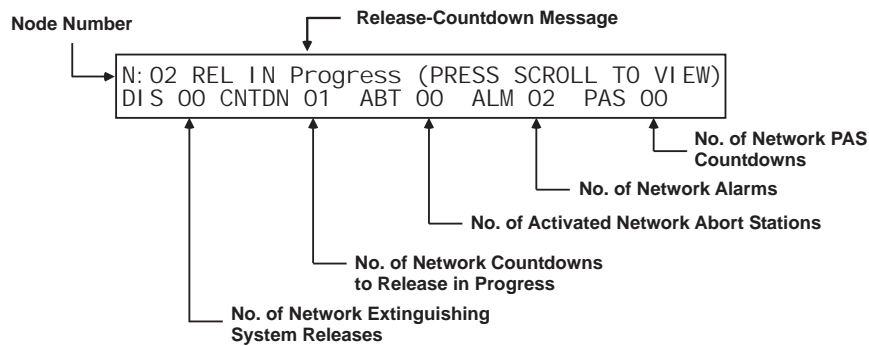 Release-Countdown Message
Node Number
N:02 REL IN Progress (PRESS SCROLL TO VIEW)
DIS 00 CNTDN 01 ABT 00 ALM 02 PAS 00
No. of Network PAS
Countdowns
No. of Network Alarms
No. of Activated Network Abort Stations
No. of Network Countdowns
to Release in Progress
No. of Network Extinguishing
System Releases